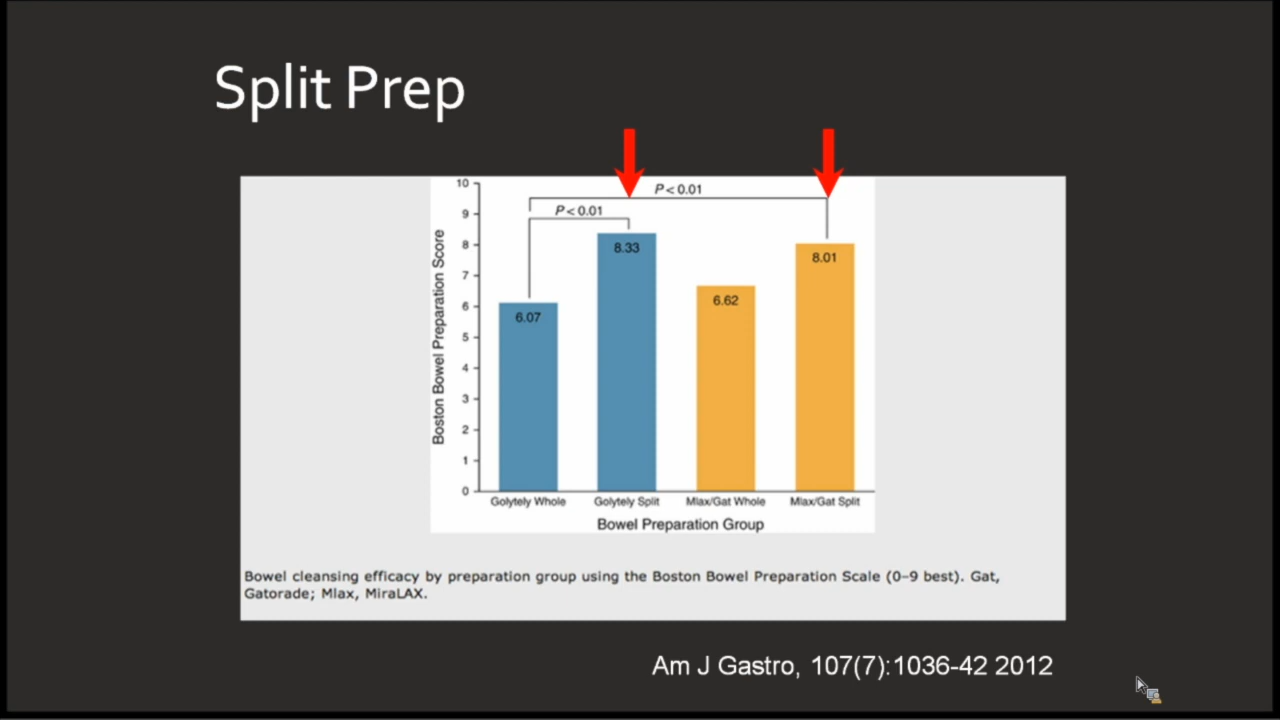 Split Prep
P < 0.01
P < 0.01
10
9
8
7
6
5
4
3
2
1
0
Boston Bowel Preparation Score
6.07
8.33
6.62
8.01
Golytely Whole
Golytely Split
Mlax/Gat Whole
Mlax/Gat Split
Bowel Preparation Group
Bowel cleansing efficacy by preparation group using the Boston Bowel Preparation Scale (0–9 best). Gat,
Gatorade; Mlax, MiraLAX.
Am J Gastro, 107(7):1036-42 2012